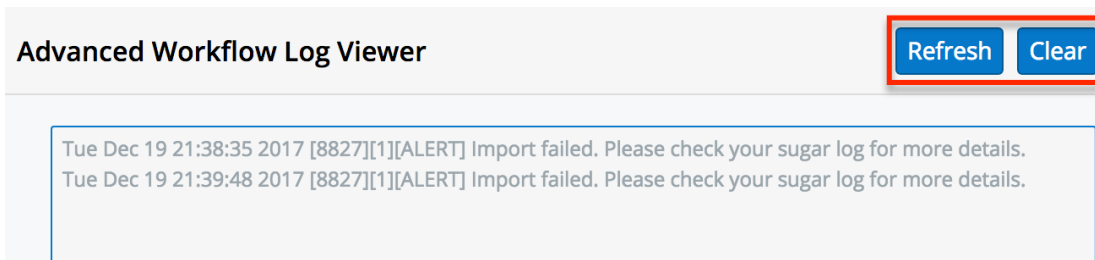 Advanced Workflow Log Viewer
Refresh Clear
Tue Dec 19 21:38:35 2017 [8827][1][ALERT] Import failed. Please check your sugar log for more details.
Tue Dec 19 21:39:48 2017 [8827][1][ALERT] Import failed. Please check your sugar log for more details.